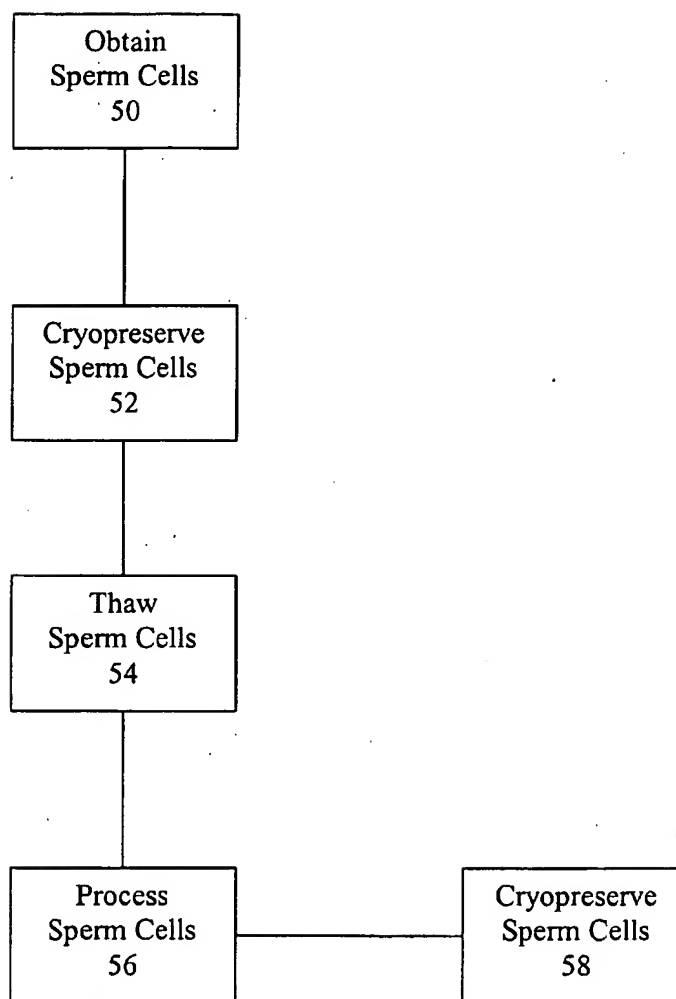 Obtain
Sperm Cells
50
Cryopreserve
Sperm Cells
52
Thaw
Sperm Cells
54
Process
Sperm Cells
56
Cryopreserve
Sperm Cells
58